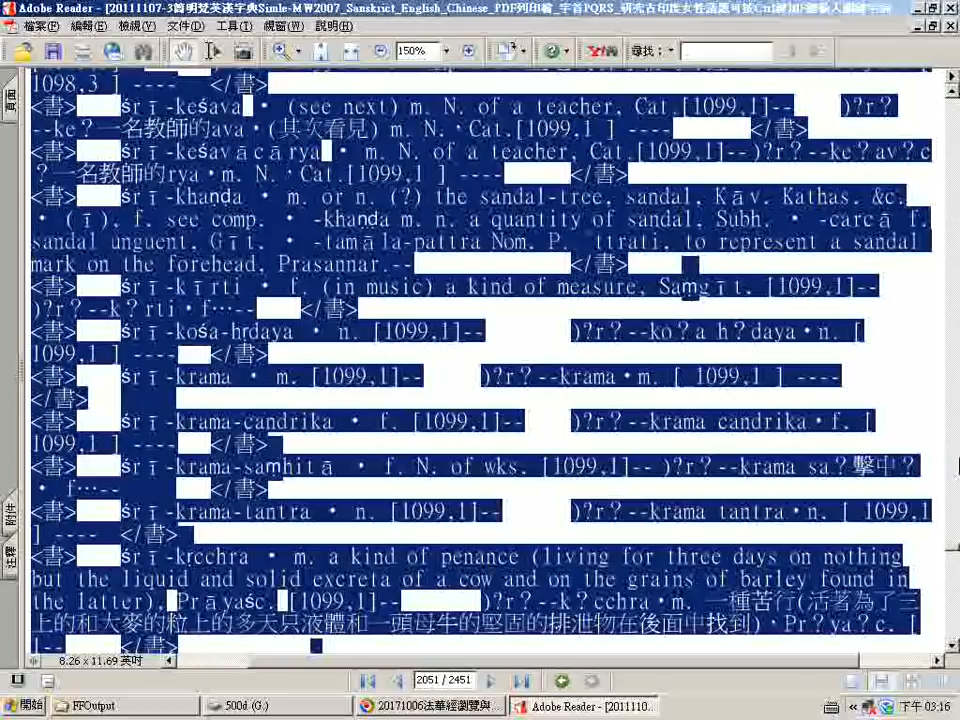 Adobe Reader - [20111107-3簡明梵英漢字典Simle-MW2007_Sanskrict_English_Chinese_PDF列印檔_字首PQRS_研究古印度女性議題可按Ctrl鍵加F鍵輸入關鍵字
檔案(F) 編輯(E) 檢視(V) 文件(D) 工具(T) 視窗(W) 說明(H)
150% 尋找:
1098,3 ] ---- </書>
<書> śrī-keśava • (see next) m. N. of a teacher, Cat.[1099,1]-- )?r?
--ke?一名教師的ava•(其次看見) m. N.•Cat.[1099,1 ] ---- </書>
<書> śrī-keśavācārya • m. N. of a teacher, Cat.[1099,1]--)?r?--ke?av?c
?一名教師的rya•m. N.•Cat.[1099,1 ] ---- </書>
<書> śrī-khaṇḍa • m. or n. (?) the sandal-tree, sandal, Kāv. Kathas. &c.
• (ī), f. see comp. • -khaṇḍa m. n. a quantity of sandal, Subh. • -carcā f.
sandal unguent, Gīt. • -tamāla-pattra Nom. P. ttrati, to represent a sandal
mark on the forehead, Prasannar.-- </書>
<書> śrī-kīrti • f. (in music) a kind of measure, Saṃgīt. [1099,1]--
)?r?--k?rti•f…-- </書>
<書> śrī-kośa-hṛdaya • n. [1099,1]-- )?r?--ko?a h?daya•n. [
1099,1 ] ---- </書>
<書> śrī-krama • m. [1099,1]-- )?r?--krama•m. [ 1099,1 ] ----
</書>
<書> śrī-krama-candrika • f. [1099,1]-- )?r?--krama candrika•f. [
1099,1 ] ---- </書>
<書> śrī-krama-saṃhitā • f. N. of wks. [1099,1]-- )?r?--krama sa?擊中?
• f…-- </書>
<書> śrī-krama-tantra • n. [1099,1]-- )?r?--krama tantra•n. [ 1099,1
] ---- </書>
<書> śrī-kṛcchra • m. a kind of penance (living for three days on nothing
but the liquid and solid excreta of a cow and on the grains of barley found in
the latter), Prāyaśc. [1099,1]-- )?r?--k?cchra•m. 一種苦行(活著為了三
上的和大麥的粒上的多天只液體和一頭母牛的堅固的排泄物在後面中找到)•Pr?ya?c. [
]-- </書>
8.26 x 11.69 英吋
2051 / 2451
頁面
附件
註釋
開始 FFOutput 500d (G:) 20171006法華經瀏覽與... Adobe Reader - [2011110... 下午 03:16